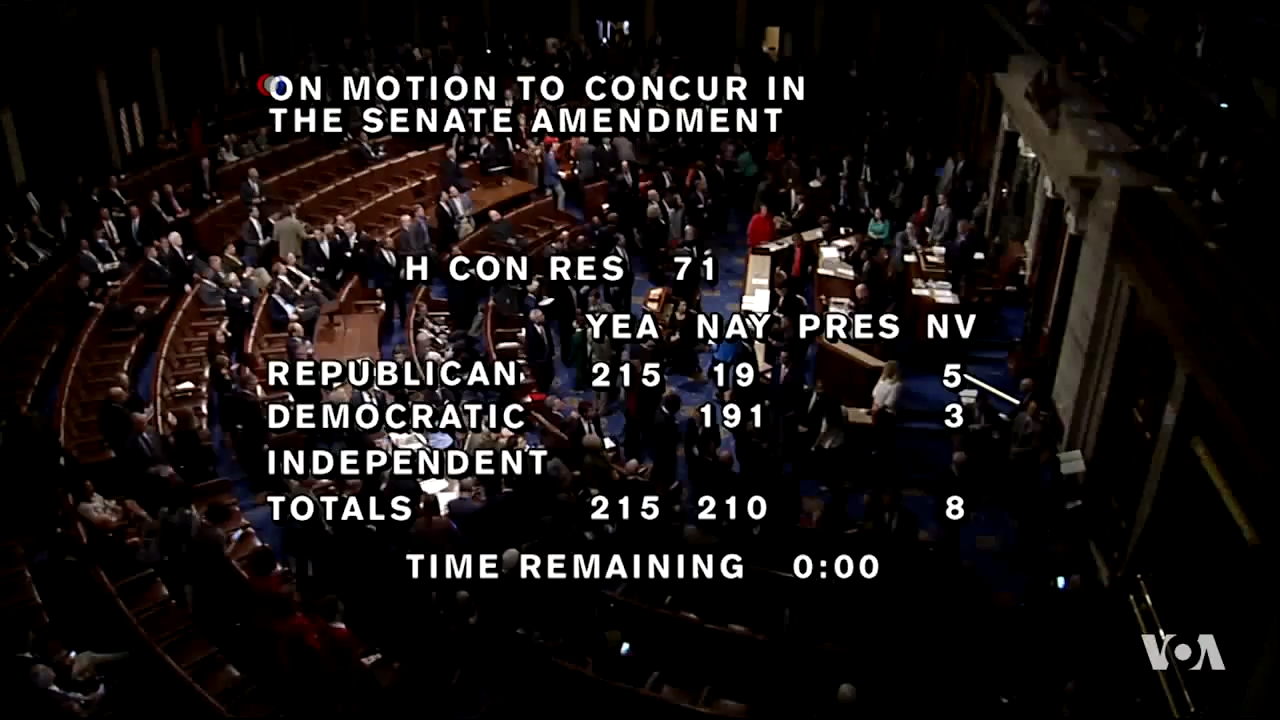 ON MOTION TO CONCUR IN
THE SENATE AMENDMENT
H CON RES 71
YEA NAY PRES NV
REPUBLICAN 215 19 5
DEMOCRATIC 191 3
INDEPENDENT
TOTALS 215 210 8
TIME REMAINING 0:00
VOA